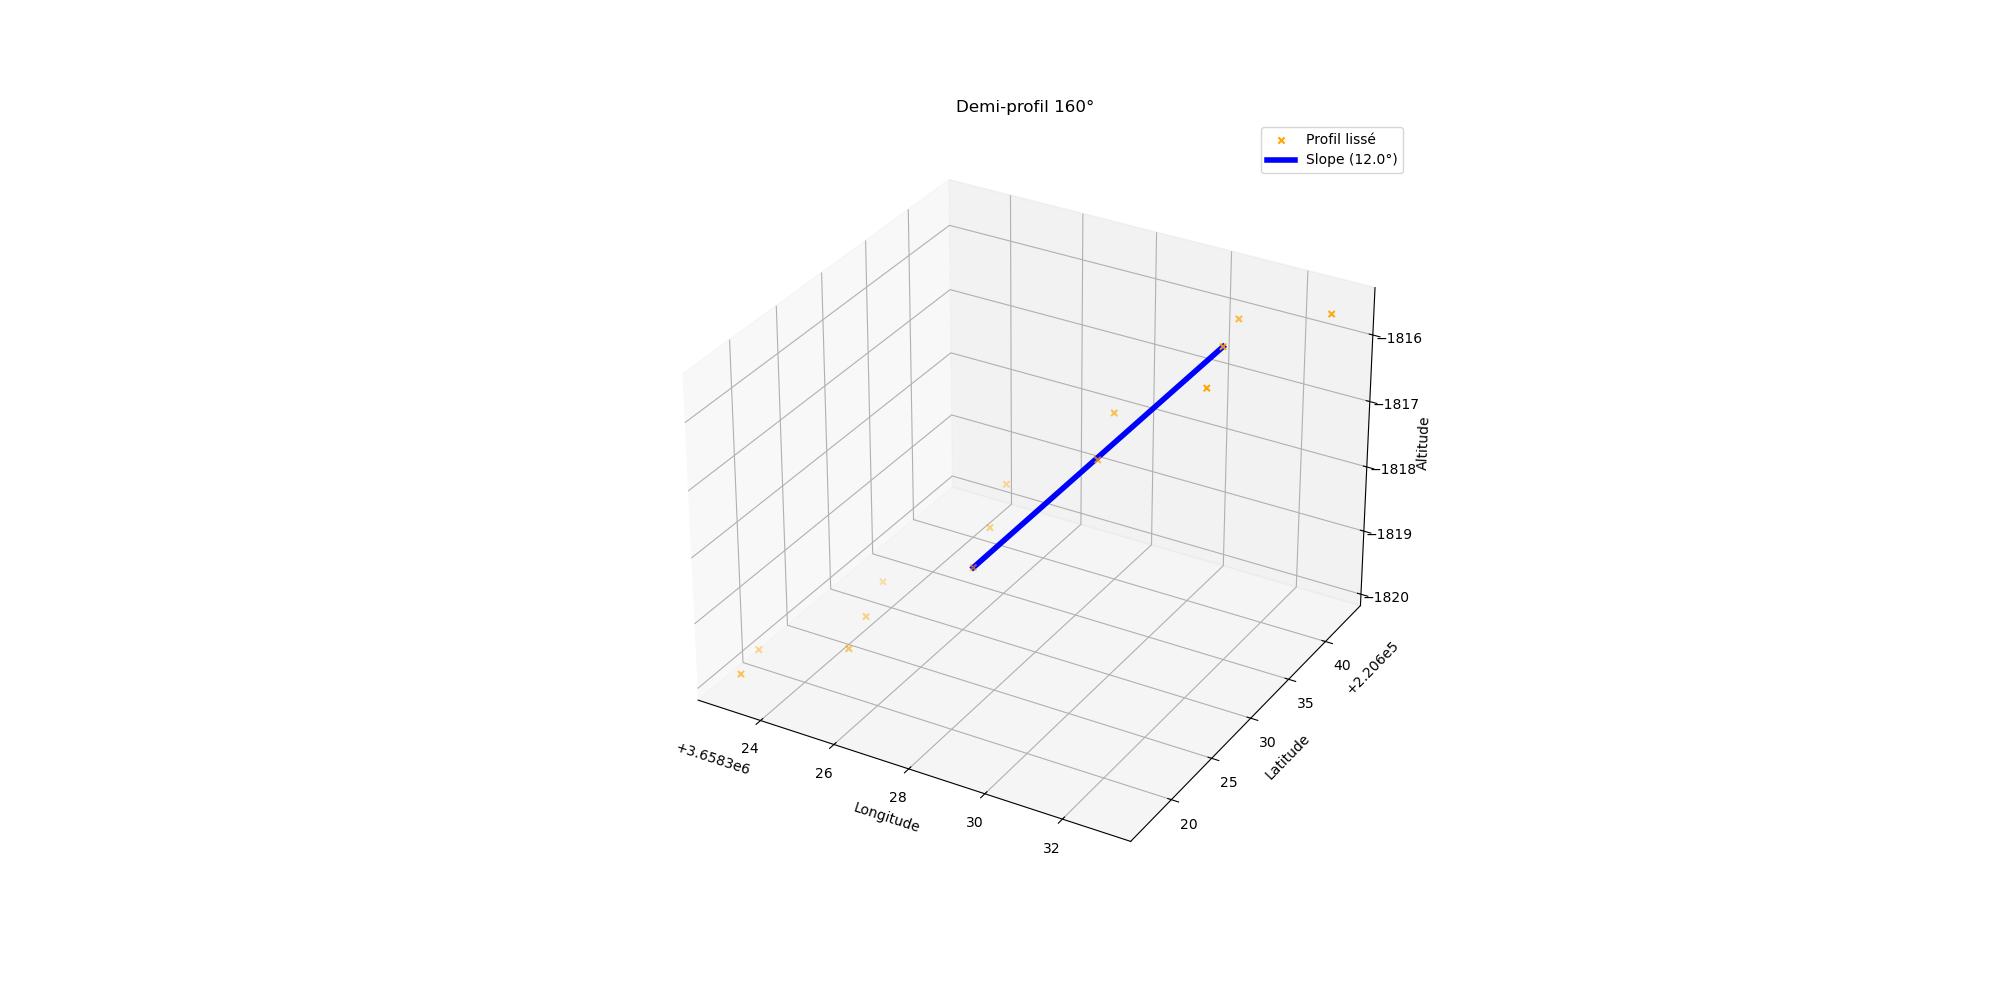 Demi-profil 160°
Profil lissé
Slope (12.0°)
−1816
−1817
−1818
−1819
−1820
Altitude
40
35
30
25
20
+2.206e5
Latitude
24
26
28
30
32
+3.6583e6
Longitude